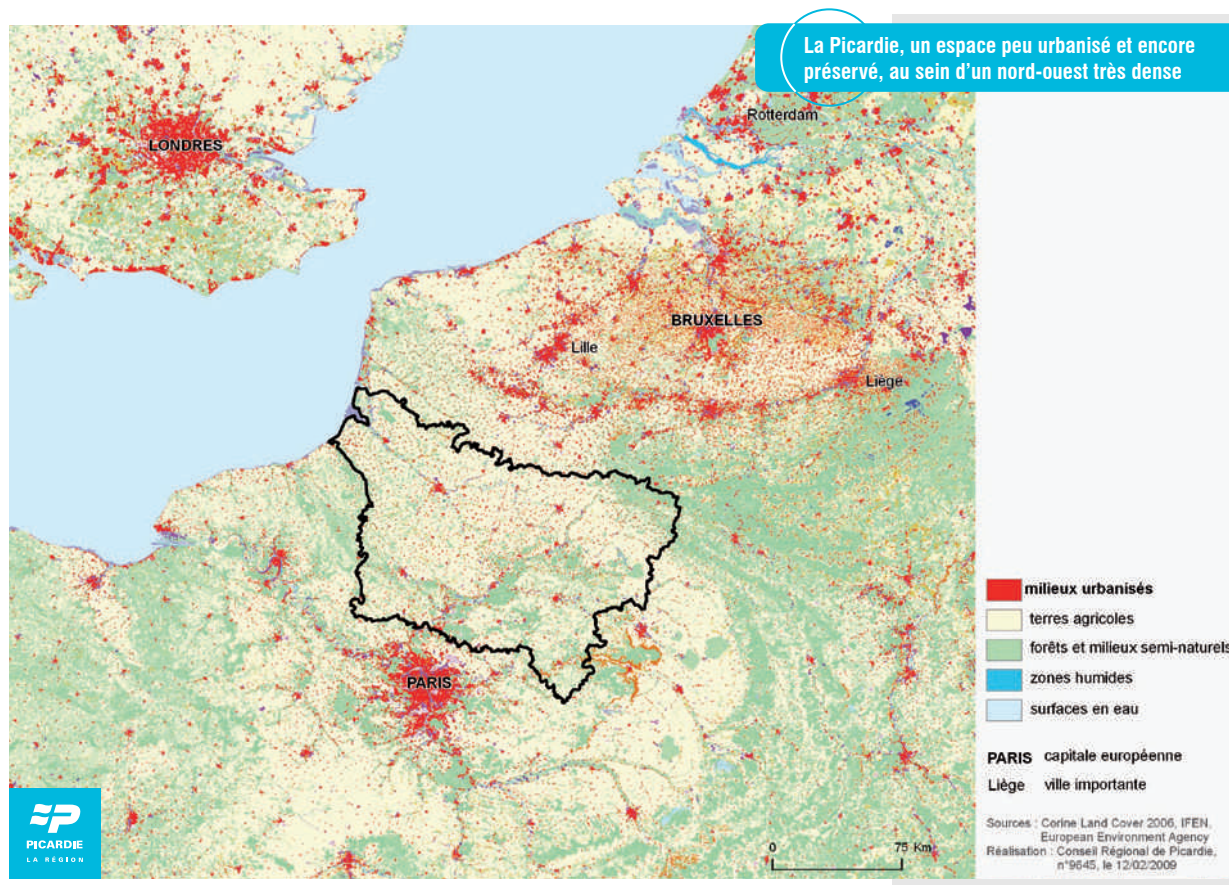 La Picardie, un espace peu urbanisé et encore
préservé, au sein d'un nord-ouest très dense
Rotterdam
LONDRES
BRUXELLES
Lille
Liège
PARIS
milieux urbanisés
terres agricoles
forêts et milieux semi-naturels
zones humides
surfaces en eau
PARIS capitale européenne
Liège ville importante
Sources : Corine Land Cover 2006, IFEN,
European Environment Agency
Réalisation : Conseil Régional de Picardie,
n°9645, le 12/02/2009
0 75 Km
PICARDIE
LA RÉGION